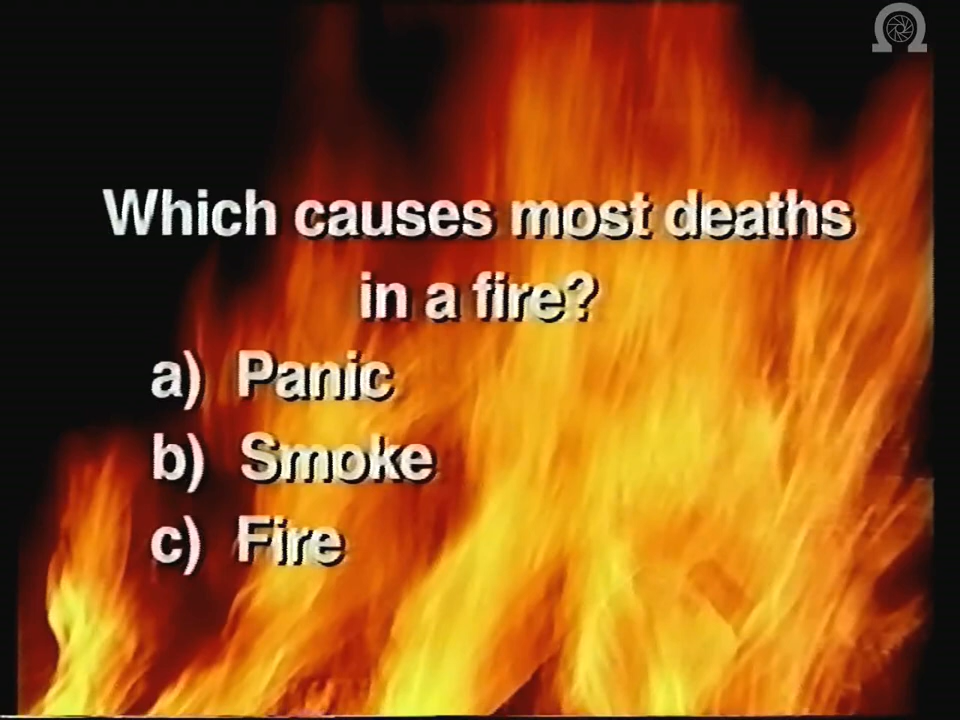 Which causes most deaths
in a fire?
a) Panic
b) Smoke
c) Fire